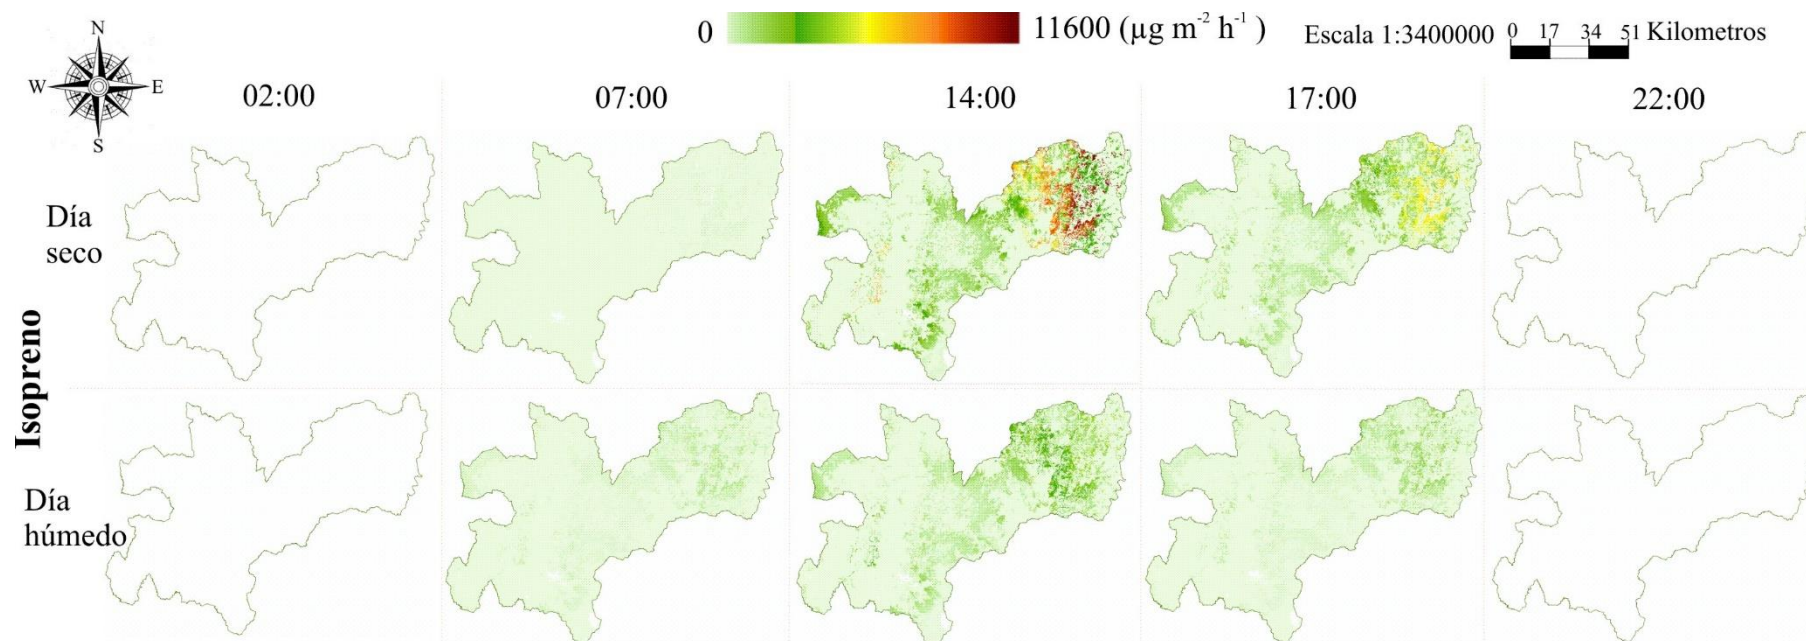 0 11600 (µg m⁻² h⁻¹ )
Escala 1:3400000 0 17 34 51 Kilometros
N
W E
S
02:00 07:00 14:00 17:00 22:00
Isopreno
Día
seco
Día
húmedo